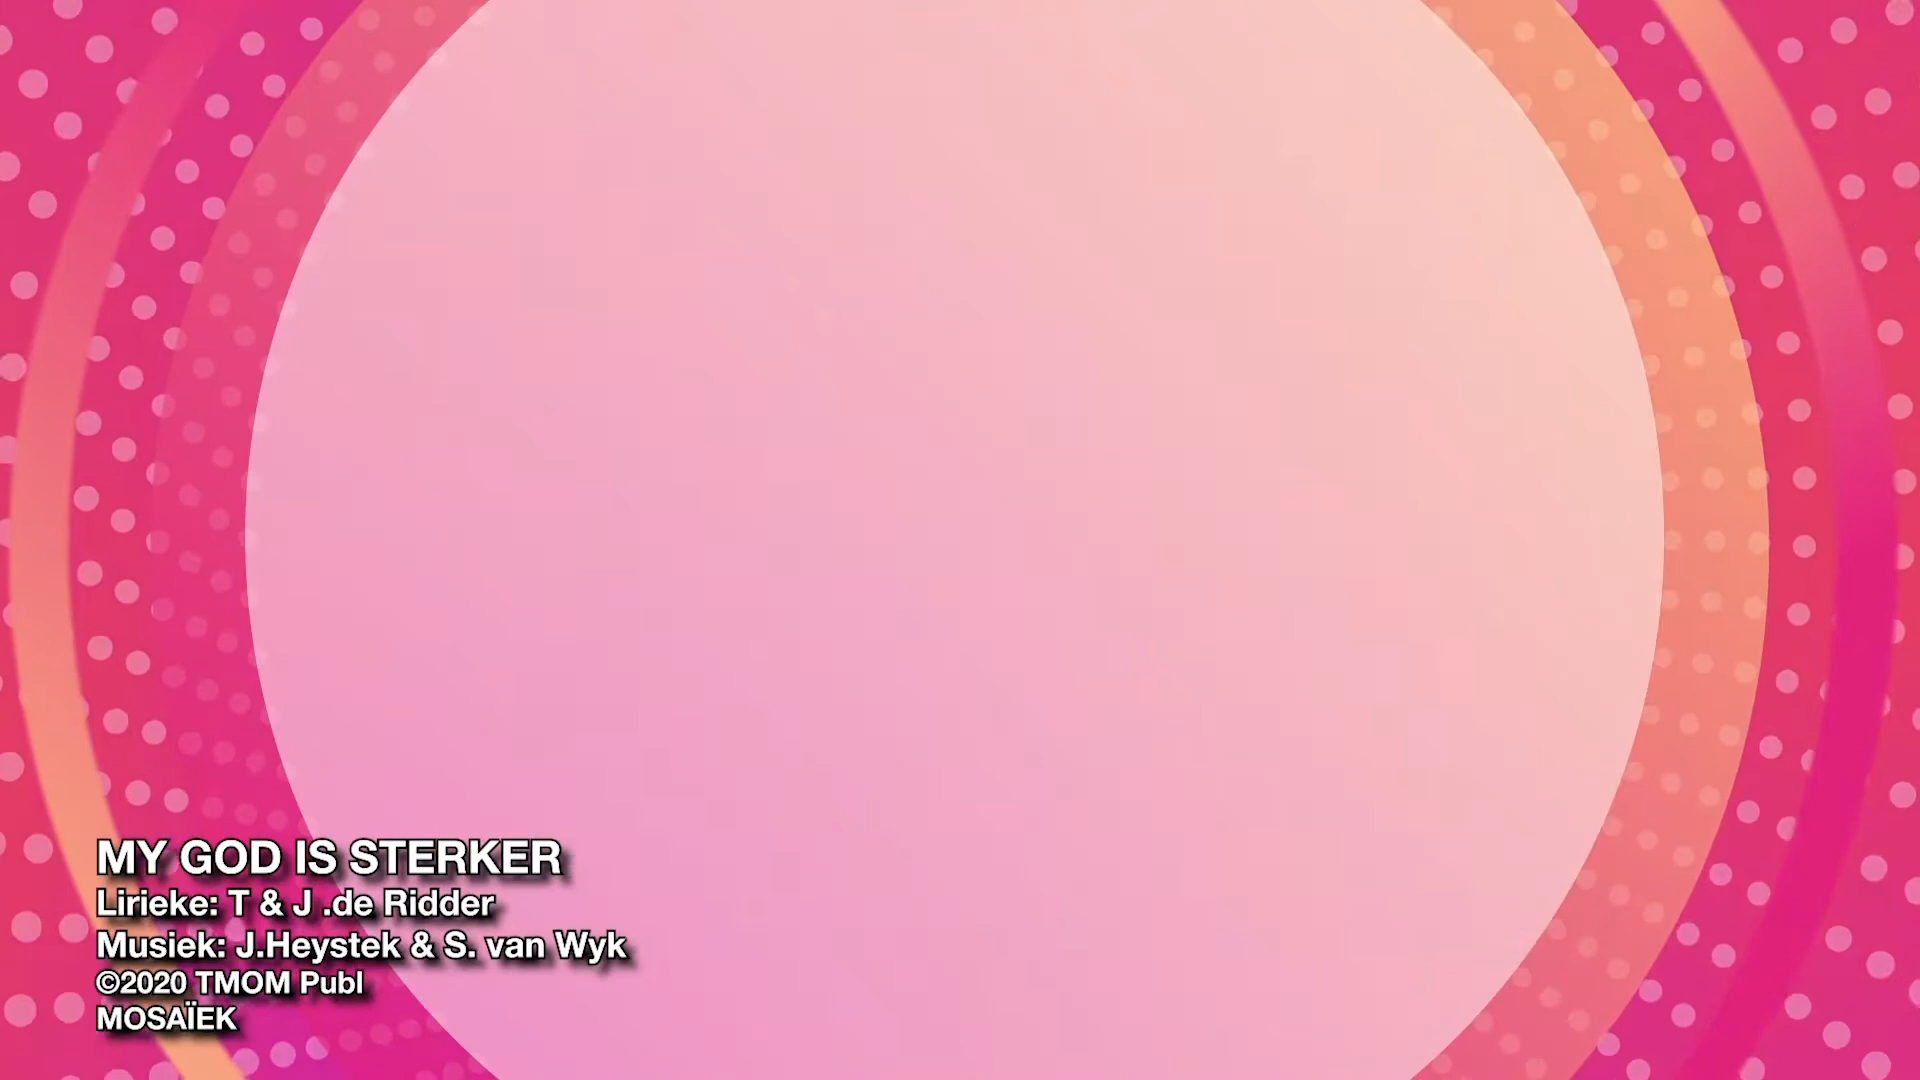 MY GOD IS STERKER
Lirieke: T & J .de Ridder
Musiek: J.Heystek & S. van Wyk
©2020 TMOM Publ
MOSAÏEK